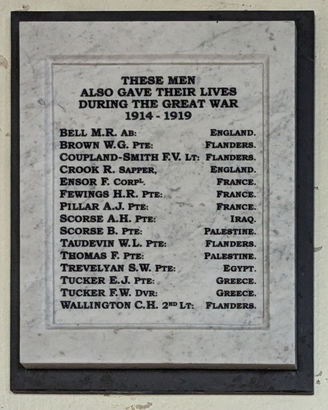 THESE MEN
ALSO GAVE THEIR LIVES
DURING THE GREAT WAR
1914 - 1919
BELL M.R. AB: ENGLAND.
BROWN W.G. PTE: FLANDERS.
COUPLAND-SMITH F.V. LT: FLANDERS.
CROOK R. SAPPER, ENGLAND.
ENSOR F. CORPL. FRANCE.
FEWINGS H.R. PTE: FRANCE.
PILLAR A.J. PTE: FRANCE.
SCORSE A.H. PTE: IRAQ.
SCORSE B. PTE: PALESTINE.
TAUDEVIN W.L. PTE: FLANDERS.
THOMAS F. PTE: PALESTINE.
TREVELYAN S.W. PTE: EGYPT.
TUCKER E.J. PTE: GREECE.
TUCKER F.W. DVR: GREECE.
WALLINGTON C.H. 2ND LT: FLANDERS.